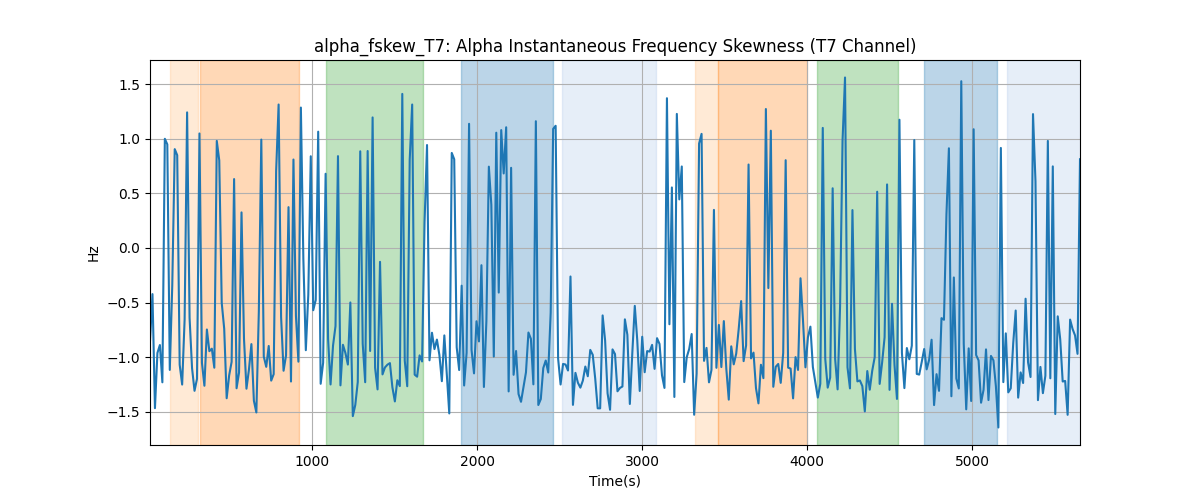 alpha_fskew_T7: Alpha Instantaneous Frequency Skewness (T7 Channel)
1.5
1.0
0.5
0.0
−0.5
−1.0
−1.5
Hz
1000 2000 3000 4000 5000
Time(s)